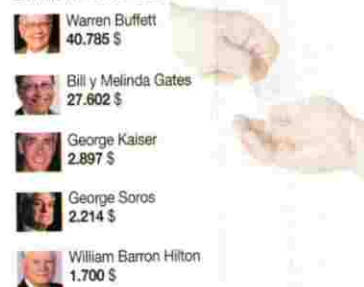 Warren Buffett
40.785 $
Bill y Melinda Gates
27.602 $
George Kaiser
2.897 $
George Soros
2.214 $
William Barron Hilton
1.700 $